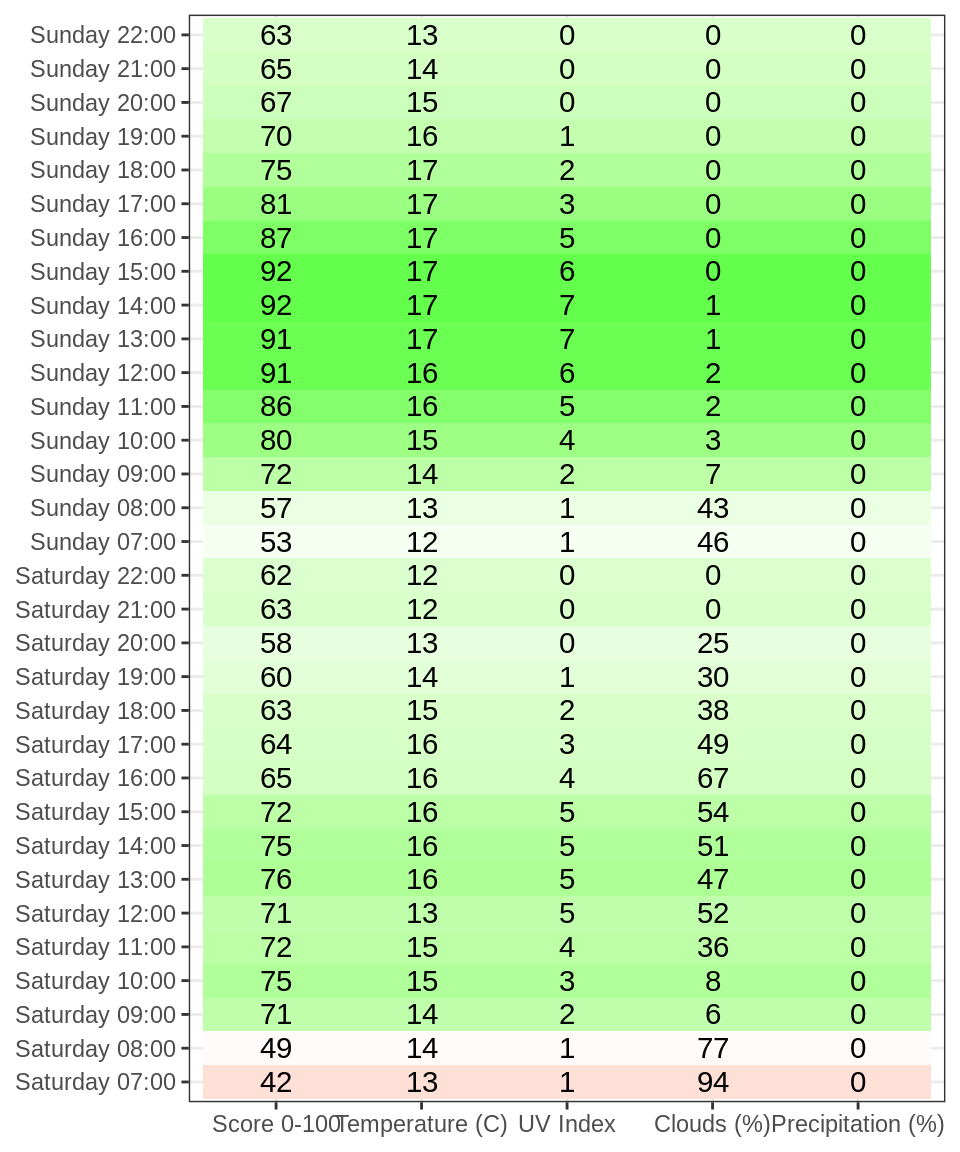 Sunday 22:00 63 13 0 0 0
Sunday 21:00 65 14 0 0 0
Sunday 20:00 67 15 0 0 0
Sunday 19:00 70 16 1 0 0
Sunday 18:00 75 17 2 0 0
Sunday 17:00 81 17 3 0 0
Sunday 16:00 87 17 5 0 0
Sunday 15:00 92 17 6 0 0
Sunday 14:00 92 17 7 1 0
Sunday 13:00 91 17 7 1 0
Sunday 12:00 91 16 6 2 0
Sunday 11:00 86 16 5 2 0
Sunday 10:00 80 15 4 3 0
Sunday 09:00 72 14 2 7 0
Sunday 08:00 57 13 1 43 0
Sunday 07:00 53 12 1 46 0
Saturday 22:00 62 12 0 0 0
Saturday 21:00 63 12 0 0 0
Saturday 20:00 58 13 0 25 0
Saturday 19:00 60 14 1 30 0
Saturday 18:00 63 15 2 38 0
Saturday 17:00 64 16 3 49 0
Saturday 16:00 65 16 4 67 0
Saturday 15:00 72 16 5 54 0
Saturday 14:00 75 16 5 51 0
Saturday 13:00 76 16 5 47 0
Saturday 12:00 71 13 5 52 0
Saturday 11:00 72 15 4 36 0
Saturday 10:00 75 15 3 8 0
Saturday 09:00 71 14 2 6 0
Saturday 08:00 49 14 1 77 0
Saturday 07:00 42 13 1 94 0
Score 0-100 Temperature (C) UV Index Clouds (%) Precipitation (%)